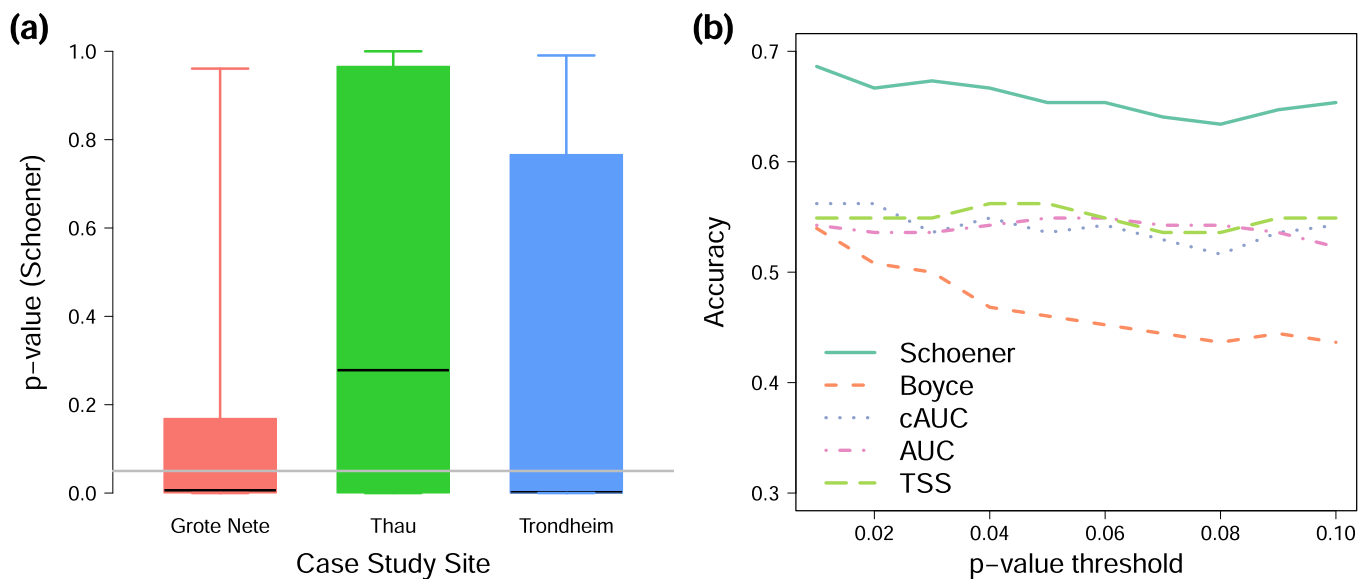 (a)
p−value (Schoener)
1.0
0.8
0.6
0.4
0.2
0.0
Grote Nete
Thau
Trondheim
Case Study Site
(b)
Accuracy
0.7
0.6
0.5
0.4
0.3
Schoener
Boyce
cAUC
AUC
TSS
0.02
0.04
0.06
0.08
0.10
p−value threshold